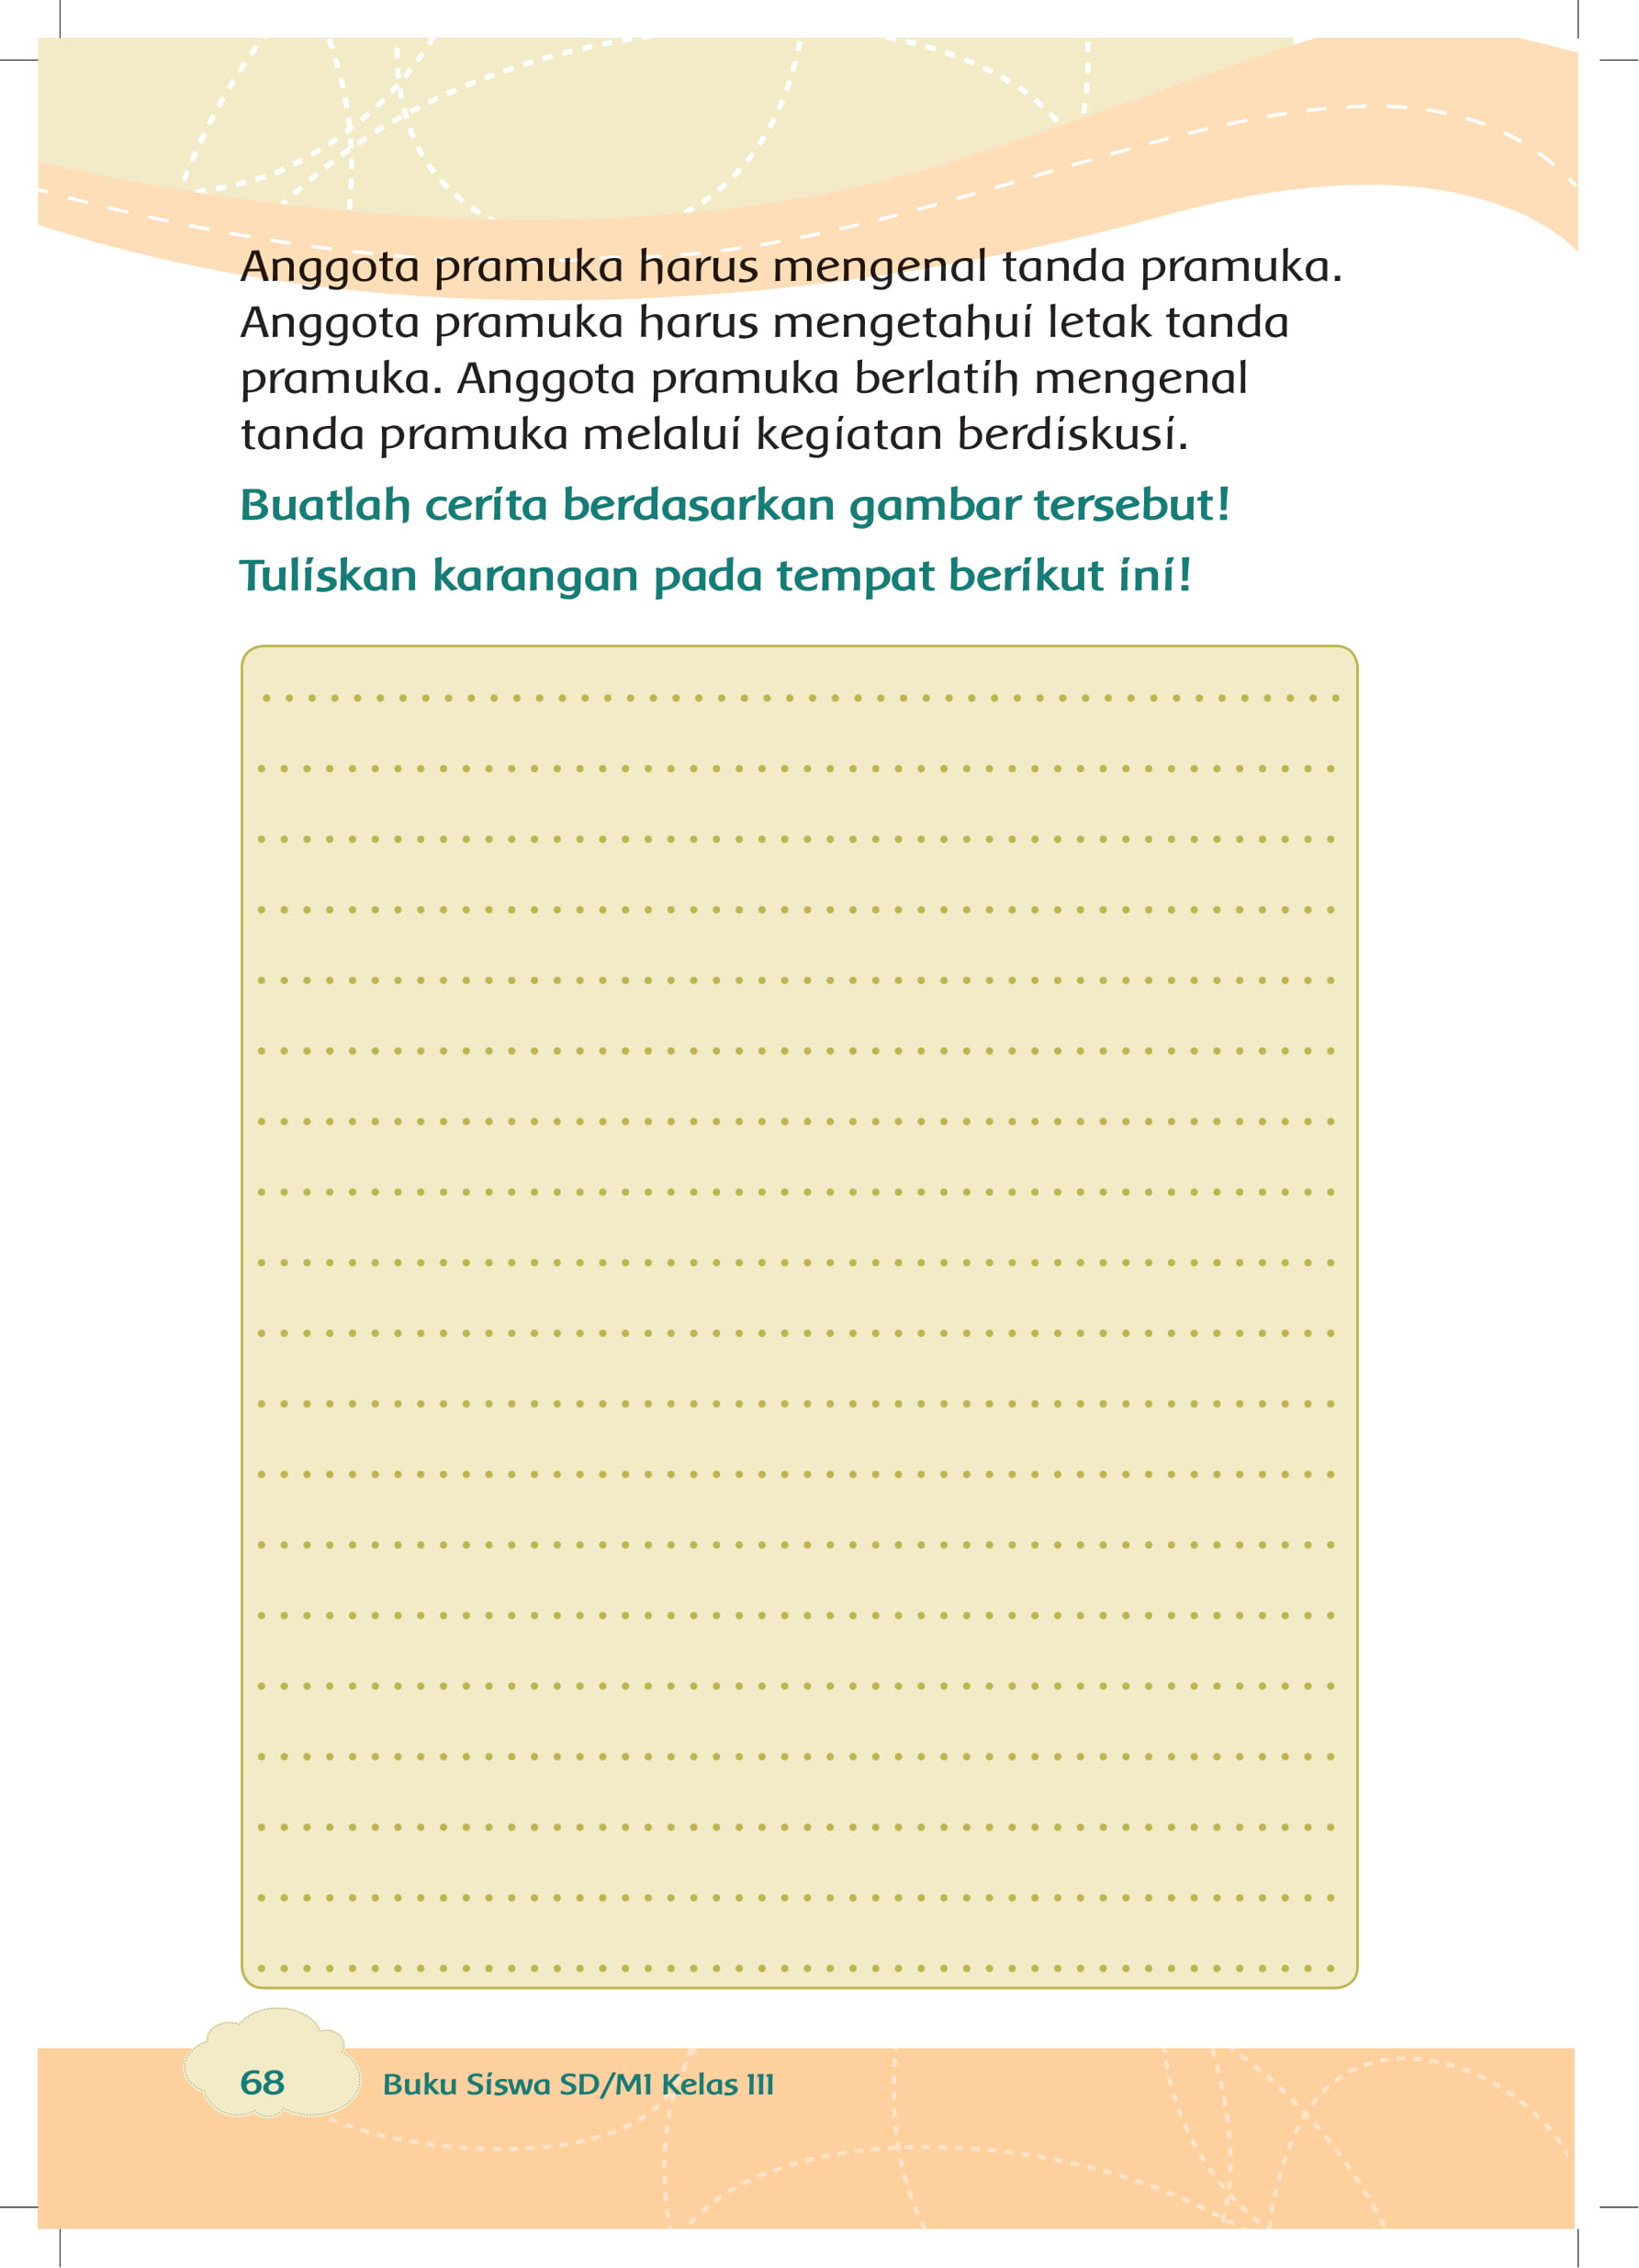 Anggota pramuka harus mengenal tanda pramuka.
Anggota pramuka harus mengetahui letak tanda
pramuka. Anggota pramuka berlatih mengenal
tanda pramuka melalui kegiatan berdiskusi.
Buatlah cerita berdasarkan gambar tersebut!
Tuliskan karangan pada tempat berikut ini!
68
Buku Siswa SD/MI Kelas III